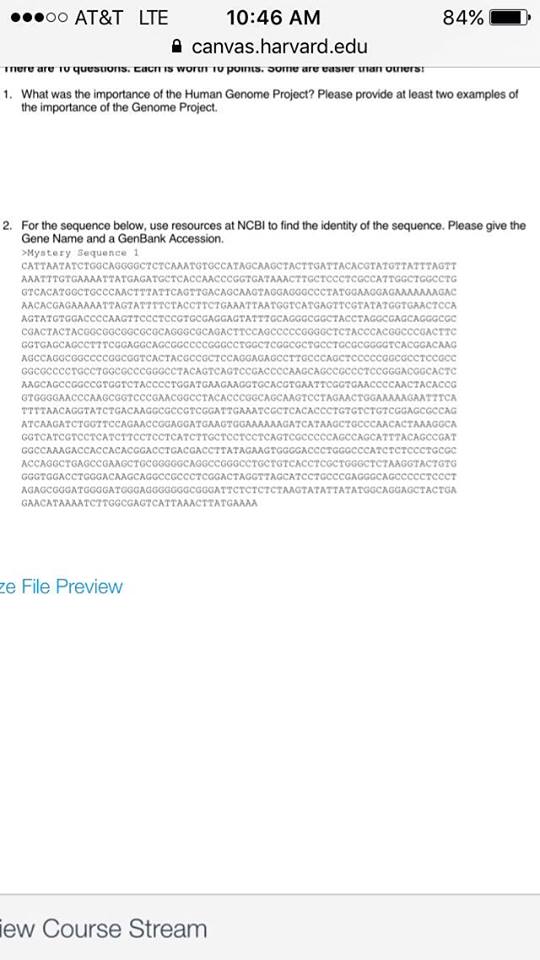 AT&T LTE 10:46 AM 84%
canvas.harvard.edu
There are 10 questions. Each is worth 10 points. Some are easier than others!
1. What was the importance of the Human Genome Project? Please provide at least two examples of
the importance of the Genome Project.
2. For the sequence below, use resources at NCBI to find the identity of the sequence. Please give the
Gene Name and a GenBank Accession.
>Mystery Sequence 1
CATTAATATCTGGCAGGGGCTCTCAAATGTGCCATAGCAAGCTACTTGATTACACGTATGTTATTTAGTT
AAATTTGTGAAAATTATGAGATGCTCACCAACCCGGTGATAAACTTGCTCCCTCGCCATTGGCTGGCCTG
GTCACATGGCTGCCCAACTTTATTCAGTTGACAGCAAGTAGGAGGGCCCTATGGAAGGAGAAAAAAAGAC
AACACGAGAAAAATTAGTATTTTCTACCTTCTGAAATTAATGGTCATGAGTTCGTATATGGTGAACTCCA
AGTATGTGGACCCCAAGTTCCCTCCGTGCGAGGAGTATTTGCAGGGCGGCTACCTAGGCGAGCAGGGCGC
CGACTACTACGGCGGCGGCGCGCAGGGCGCAGACTTCCAGCCCCCGGGGCTCTACCCACGGCCCGACTTC
GGTGAGCAGCCTTTCGGAGGCAGCGGCCCCGGGCCTGGCTCGGCGCTGCCTGCGCGGGGTCACGGACAAG
AGCCAGGCGGCCCCGGCGGTCACTACGCCGCTCCAGGAGAGCCTTGCCCAGCTCCCCCGGCGCCTCCGCC
GGCGCCCCTGCCTGGCGCCCGGGCCTACAGTCAGTCCGACCCCAAGCAGCCGCCCTCCGGGACGGCACTC
AAGCAGCCGGCCGTGGTCTACCCCTGGATGAAGAAGGTGCACGTGAATTCGGTGAACCCCAACTACACCG
GTGGGGAACCCAAGCGGTCCCGAACGGCCTACACCCGGCAGCAAGTCCTAGAACTGGAAAAAGAATTTCA
TTTTAACAGGTATCTGACAAGGCGCCGTCGGATTGAAATCGCTCACACCCTGTGTCTGTCGGAGCGCCAG
ATCAAGATCTGGTTCCAGAACCGGAGGATGAAGTGGAAAAAAGATCATAAGCTGCCCAACACTAAAGGCA
GGTCATCGTCCTCATCTTCCTCCTCATCTTGCTCCTCCTCAGTCGCCCCCAGCCAGCATTTACAGCCGAT
GGCCAAAGACCACCACACGGACCTGACGACCTTATAGAAGTGGGGACCCTGGGCCCATCTCTCCCTGCGC
ACCAGGCTGAGCCGAAGCTGCGGGGGCAGGCCGGGCCTGCTGTCACCTCGCTGGGCTCTAAGGTACTGTG
GGGTGGACCTGGGACAAGCAGGCCGCCCTCGGACTAGGTTAGCATCCTGCCCGAGGGCAGCCCCCTCCCT
AGAGCGGGATGGGGATGGGAGGGGGGGCGGGATTCTCTCTCTAAGTATATTATATGGCAGGAGCTACTGA
GAACATAAAATCTTGGCGAGTCATTAAACTTATGAAAA
ze File Preview
iew Course Stream